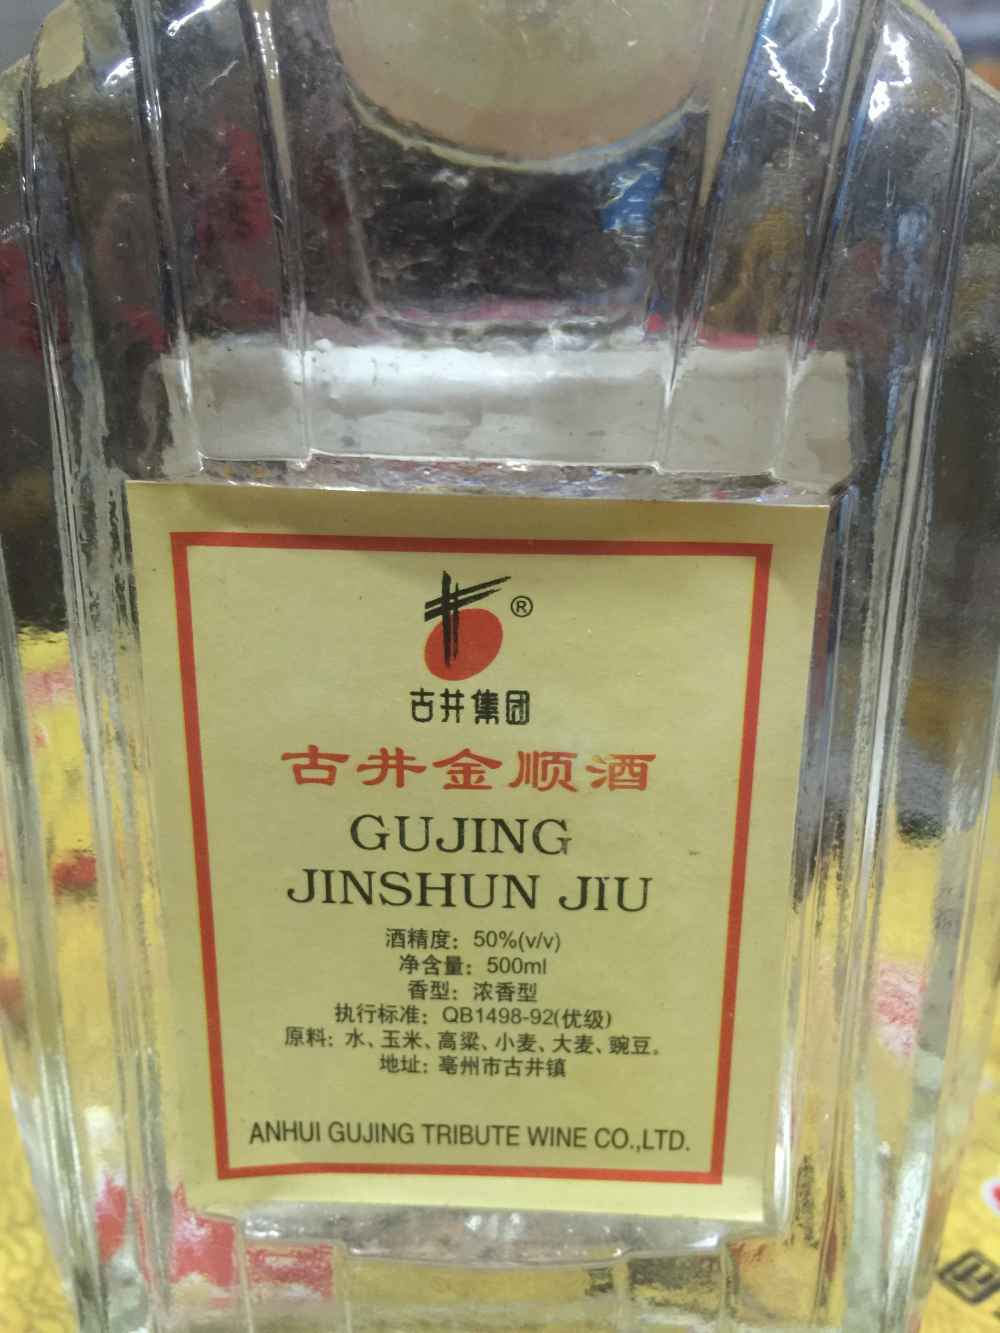 ®
古井集团
古井金顺酒
GUJING
JINSHUN JIU
酒精度：50%(v/v)
净含量：500ml
香型：浓香型
执行标准：QB1498-92(优级)
原料：水、玉米、高粱、小麦、大麦、豌豆。
地址：亳州市古井镇
ANHUI GUJING TRIBUTE WINE CO.,LTD.